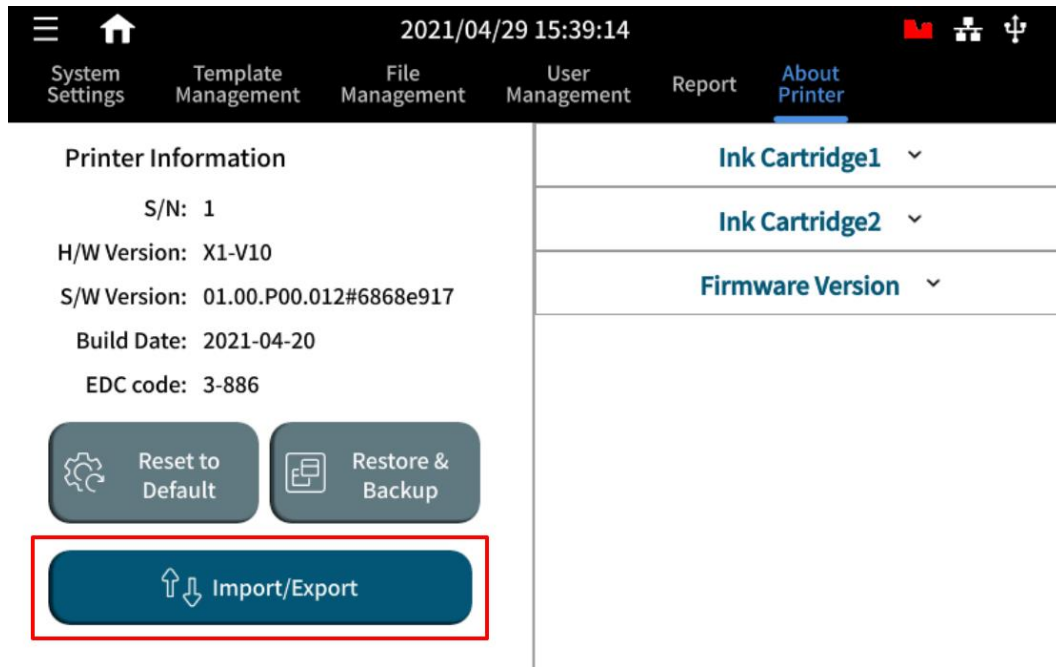 2021/04/29 15:39:14
System
Settings
Template
Management
File
Management
User
Management
Report
About
Printer
Printer Information
S/N: 1
H/W Version: X1-V10
S/W Version: 01.00.P00.012#6868e917
Build Date: 2021-04-20
EDC code: 3-886
Reset to
Default
Restore &
Backup
Import/Export
Ink Cartridge1
Ink Cartridge2
Firmware Version